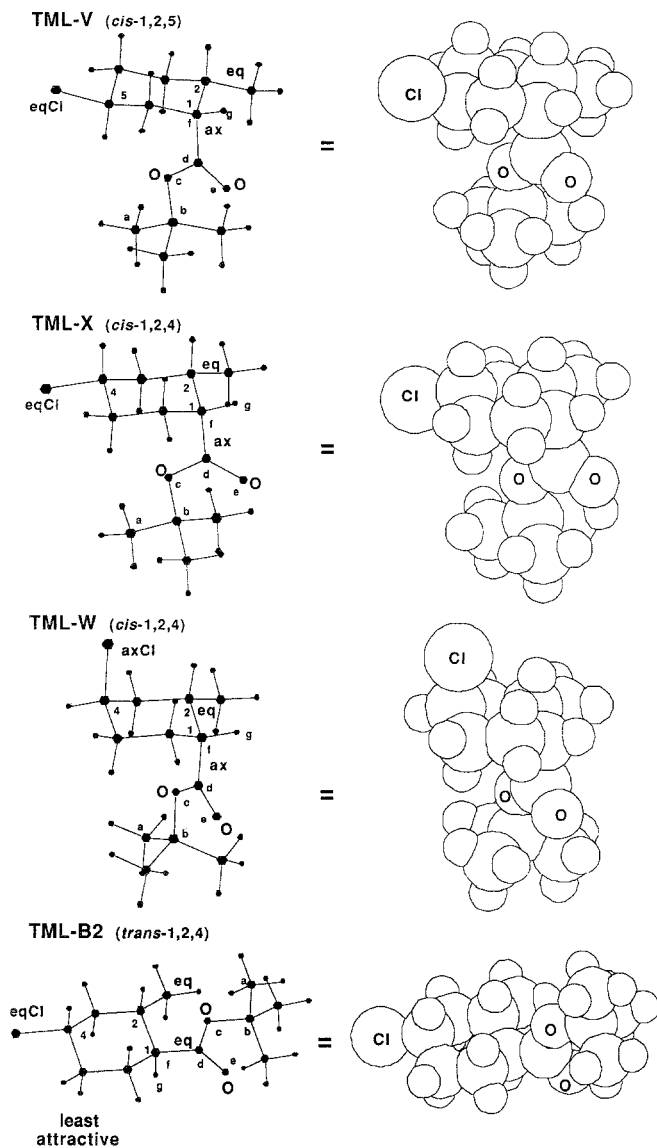 TML-V (cis-1,2,5)
eqCl
5
2
eq
1
f
g
ax
d
O
c
e
O
a
b
=
Cl
O
O
TML-X (cis-1,2,4)
eqCl
4
2
eq
1
g
f
ax
O
c
d
e
O
a
b
=
Cl
O
O
TML-W (cis-1,2,4)
axCl
4
2
eq
1
f
g
ax
O
c
d
e
O
a
b
=
Cl
O
O
TML-B2 (trans-1,2,4)
eqCl
4
2
eq
1
eq
f
g
O
c
d
e
O
a
b
=
Cl
O
O
least
attractive